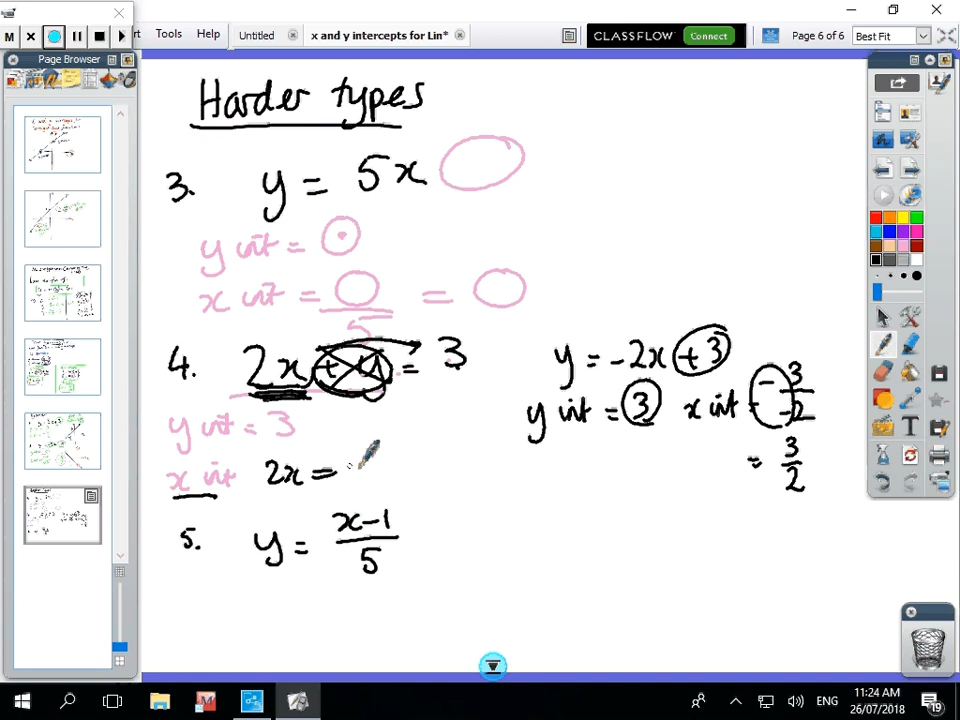 M
rt Tools Help Untitled x and y intercepts for Lin* CLASSFLOW Connect Page 6 of 6 Best Fit
Page Browser
Harder types
3. y = 5x
y int = 0
x int = 0/5 = 0
4. 2x + y = 3
y int = 3
x int 2x =
y = -2x + 3
y int = 3 x int = - 3/-2
= 3/2
5. y = x-1/5
ENG
11:24 AM
26/07/2018
19